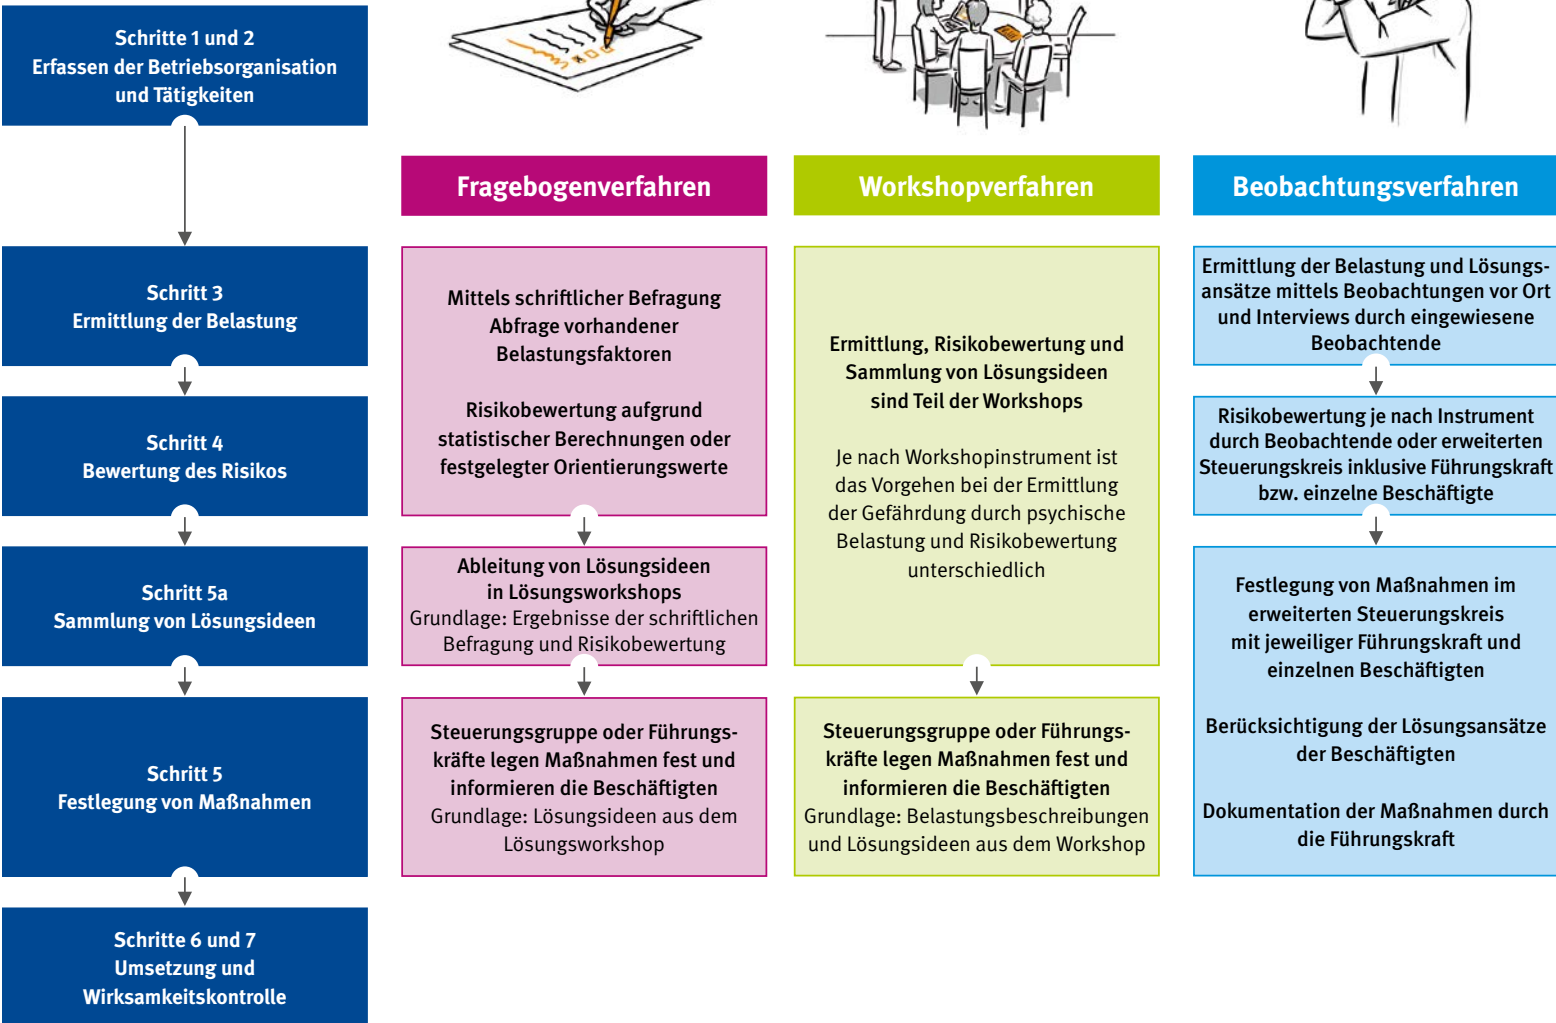 Schritte 1 und 2
Erfassen der Betriebsorganisation
und Tätigkeiten
Schritt 3
Ermittlung der Belastung
Schritt 4
Bewertung des Risikos
Schritt 5a
Sammlung von Lösungsideen
Schritt 5
Festlegung von Maßnahmen
Schritte 6 und 7
Umsetzung und
Wirksamkeitskontrolle
Fragebogenverfahren
Mittels schriftlicher Befragung
Abfrage vorhandener
Belastungsfaktoren
Risikobewertung aufgrund
statistischer Berechnungen oder
festgelegter Orientierungswerte
Ableitung von Lösungsideen
in Lösungsworkshops
Grundlage: Ergebnisse der schriftlichen
Befragung und Risikobewertung
Steuerungsgruppe oder Führungs-
kräfte legen Maßnahmen fest und
informieren die Beschäftigten
Grundlage: Lösungsideen aus dem
Lösungsworkshop
Workshopverfahren
Ermittlung, Risikobewertung und
Sammlung von Lösungsideen
sind Teil der Workshops
Je nach Workshopinstrument ist
das Vorgehen bei der Ermittlung
der Gefährdung durch psychische
Belastung und Risikobewertung
unterschiedlich
Steuerungsgruppe oder Führungs-
kräfte legen Maßnahmen fest und
informieren die Beschäftigten
Grundlage: Belastungsbeschreibungen
und Lösungsideen aus dem Workshop
Beobachtungsverfahren
Ermittlung der Belastung und Lösungs-
ansätze mittels Beobachtungen vor Ort
und Interviews durch eingewiesene
Beobachtende
Risikobewertung je nach Instrument
durch Beobachtende oder erweiterten
Steuerungskreis inklusive Führungskraft
bzw. einzelne Beschäftigte
Festlegung von Maßnahmen im
erweiterten Steuerungskreis
mit jeweiliger Führungskraft und
einzelnen Beschäftigten
Berücksichtigung der Lösungsansätze
der Beschäftigten
Dokumentation der Maßnahmen durch
die Führungskraft